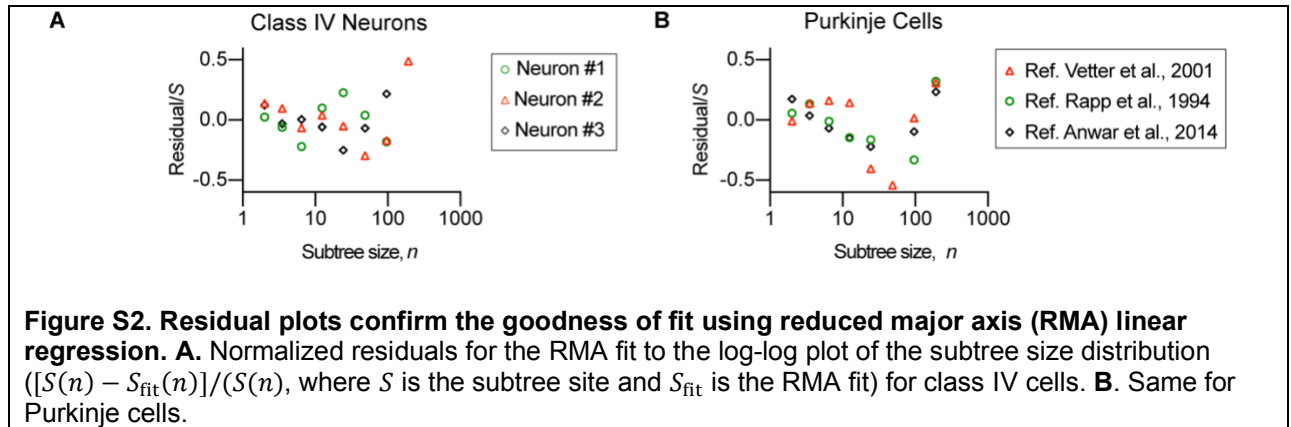 A Class IV Neurons
0.5
0.0
-0.5
Residual/S
1 10 100 1000
Subtree size, n
Neuron #1
Neuron #2
Neuron #3
B Purkinje Cells
0.5
0.0
-0.5
Residual/S
1 10 100 1000
Subtree size, n
Ref. Vetter et al., 2001
Ref. Rapp et al., 1994
Ref. Anwar et al., 2014
Figure S2. Residual plots confirm the goodness of fit using reduced major axis (RMA) linear
regression. A. Normalized residuals for the RMA fit to the log-log plot of the subtree size distribution
([S(n) − S_fit(n)]/(S(n), where S is the subtree site and S_fit is the RMA fit) for class IV cells. B. Same for
Purkinje cells.